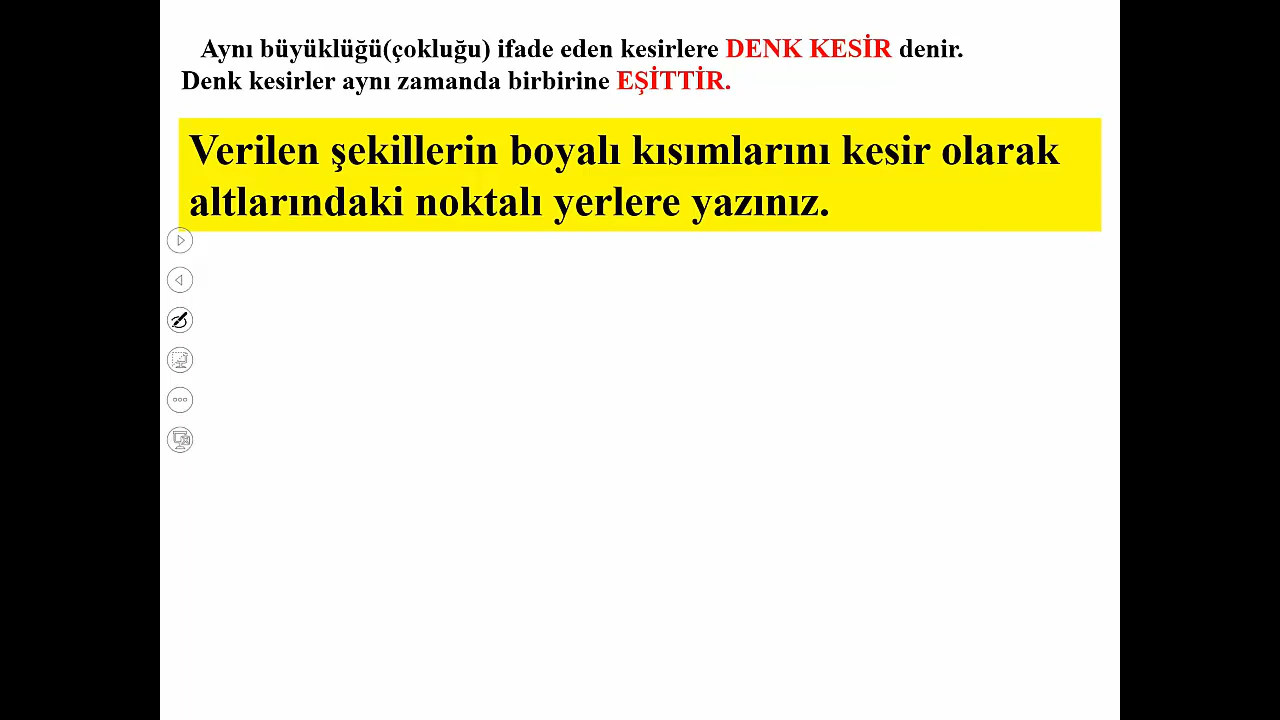 Aynı büyüklüğü(çokluğu) ifade eden kesirlere DENK KESİR denir.
Denk kesirler aynı zamanda birbirine EŞİTTİR.
Verilen şekillerin boyalı kısımlarını kesir olarak
altlarındaki noktalı yerlere yazınız.